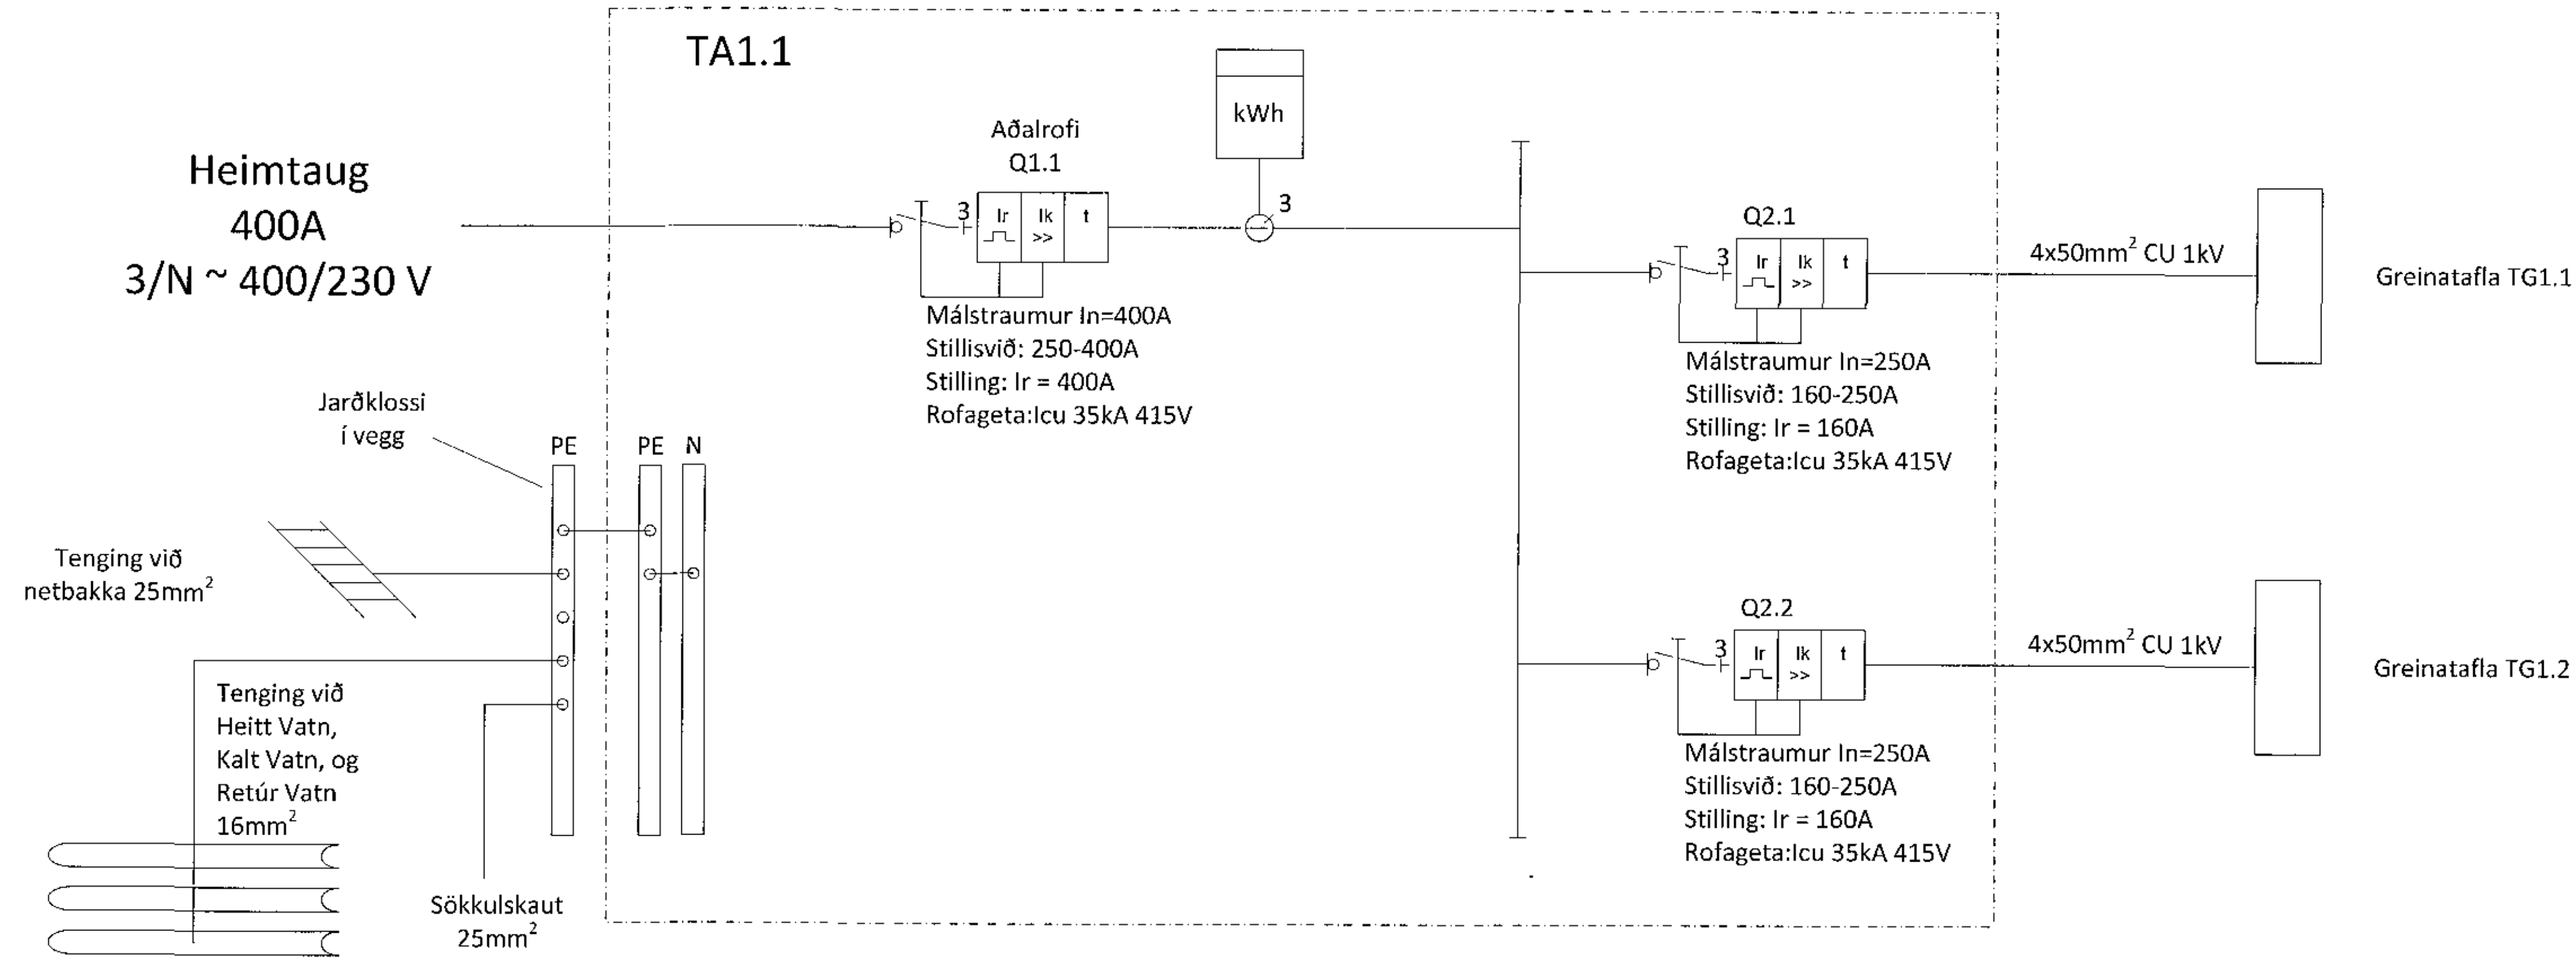 TA1.1
Heimtaug
400A
3/N ~ 400/230 V
Aðalrofi
Q1.1
3
Ir
Ik
>>
t
Málstraumur In=400A
Stillisvið: 250-400A
Stilling: Ir = 400A
Rofageta:Icu 35kA 415V
kWh
3
Q2.1
3
Ir
Ik
>>
t
Málstraumur In=250A
Stillisvið: 160-250A
Stilling: Ir = 160A
Rofageta:Icu 35kA 415V
4x50mm² CU 1kV
Greinatafla TG1.1
Q2.2
3
Ir
Ik
>>
t
Málstraumur In=250A
Stillisvið: 160-250A
Stilling: Ir = 160A
Rofageta:Icu 35kA 415V
4x50mm² CU 1kV
Greinatafla TG1.2
Jarðklossi
í vegg
PE
PE
N
Tenging við
netbakka 25mm²
Tenging við
Heitt Vatn,
Kalt Vatn, og
Retúr Vatn
16mm²
Sökkulskaut
25mm²